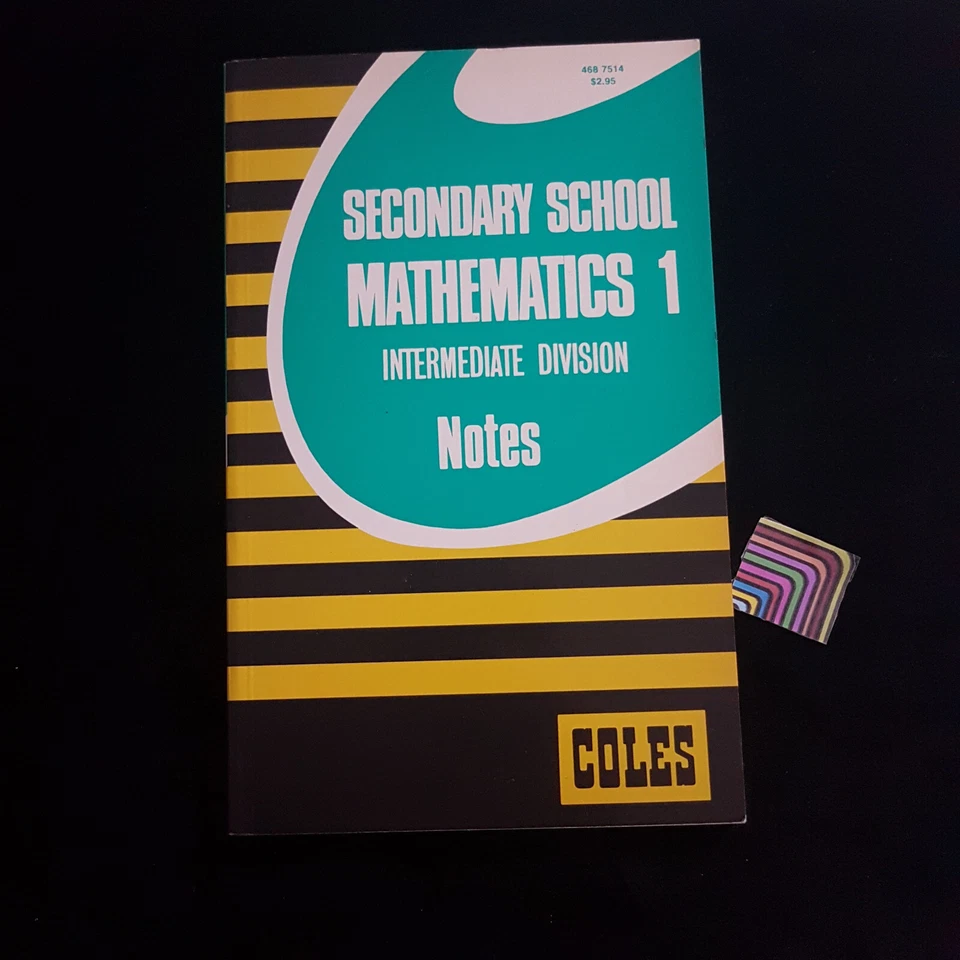 468 7514
$2.95
SECONDARY SCHOOL
MATHEMATICS 1
INTERMEDIATE DIVISION
Notes
COLES